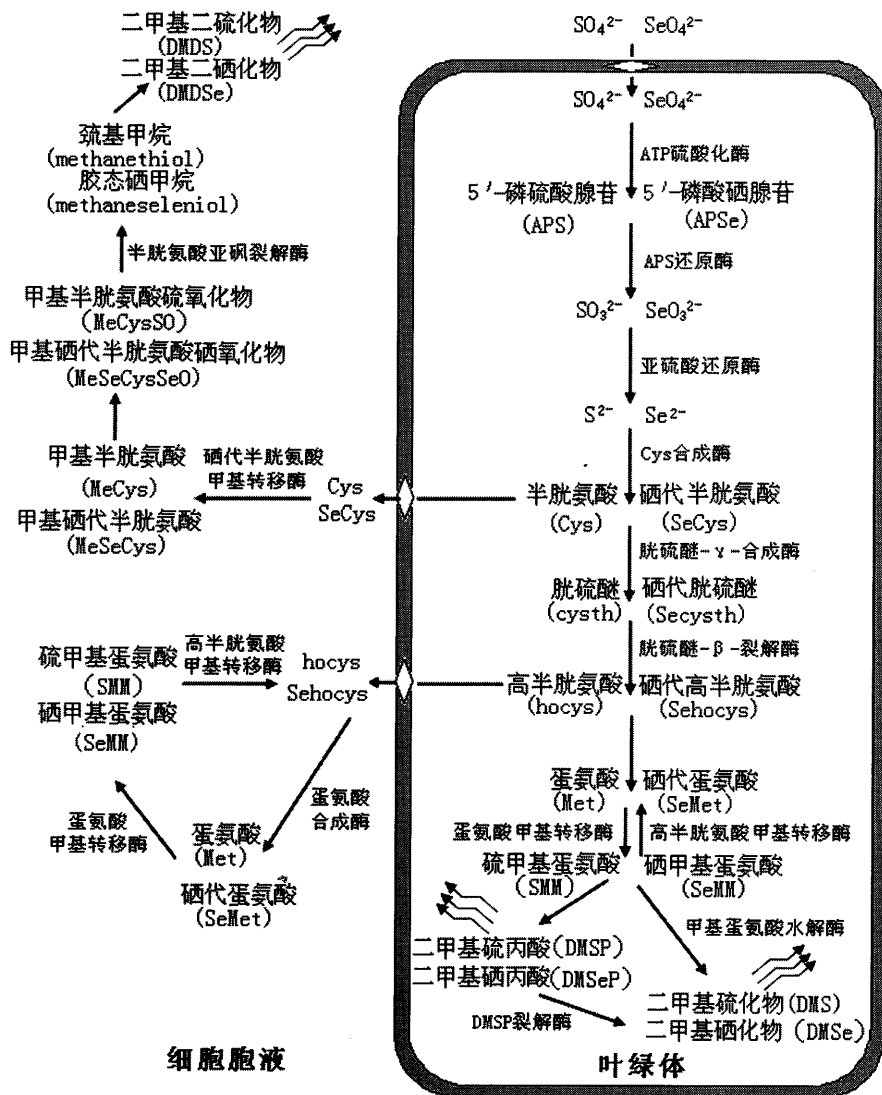 二甲基二硫化物
(DMDS)
二甲基二硒化物
(DMDSe)
巯基甲烷
(methanethiol)
胶态硒甲烷
(methaneseleniol)
半胱氨酸亚砜裂解酶
甲基半胱氨酸硫氧化物
(MeCysSO)
甲基硒代半胱氨酸硒氧化物
(MeSeCysSeO)
甲基半胱氨酸
(MeCys)
甲基硒代半胱氨酸
(MeSeCys)
硒代半胱氨酸
甲基转移酶
Cys
SeCys
硫甲基蛋氨酸
(SMM)
硒甲基蛋氨酸
(SeMM)
高半胱氨酸
甲基转移酶
hocys
Sehocys
蛋氨酸
合成酶
蛋氨酸
甲基转移酶
蛋氨酸
(Met)
硒代蛋氨酸
(SeMet)
细胞胞液
SO₄²⁻ SeO₄²⁻
SO₄²⁻ SeO₄²⁻
ATP硫酸化酶
5′-磷硫酸腺苷 5′-磷酸硒腺苷
(APS) (APSe)
APS还原酶
SO₃²⁻ SeO₃²⁻
亚硫酸还原酶
S²⁻ Se²⁻
Cys合成酶
半胱氨酸 硒代半胱氨酸
(Cys) (SeCys)
胱硫醚-γ-合成酶
胱硫醚 硒代胱硫醚
(cysth) (Secysth)
胱硫醚-β-裂解酶
高半胱氨酸 硒代高半胱氨酸
(hocys) (Sehocys)
蛋氨酸 硒代蛋氨酸
(Met) (SeMet)
蛋氨酸甲基转移酶 高半胱氨酸甲基转移酶
硫甲基蛋氨酸 硒甲基蛋氨酸
(SMM) (SeMM)
甲基蛋氨酸水解酶
二甲基硫丙酸(DMSP)
二甲基硒丙酸(DMSeP)
DMSP裂解酶
二甲基硫化物(DMS)
二甲基硒化物(DMSe)
叶绿体